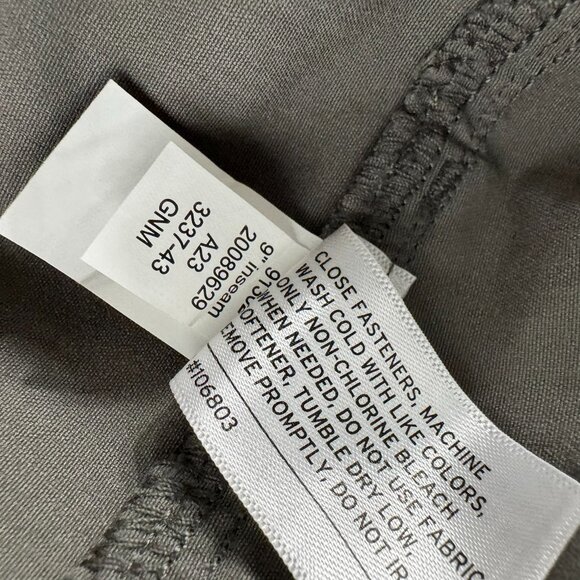 9" Inseam
20089629
A23
3237-43
GNM
CLOSE FASTENERS, MACHINE
WASH COLD WITH LIKE COLORS,
ONLY NON-CHLORINE BLEACH
WHEN NEEDED, DO NOT USE FABRIC
SOFTENER, TUMBLE DRY LOW,
REMOVE PROMPTLY, DO NOT
#106803